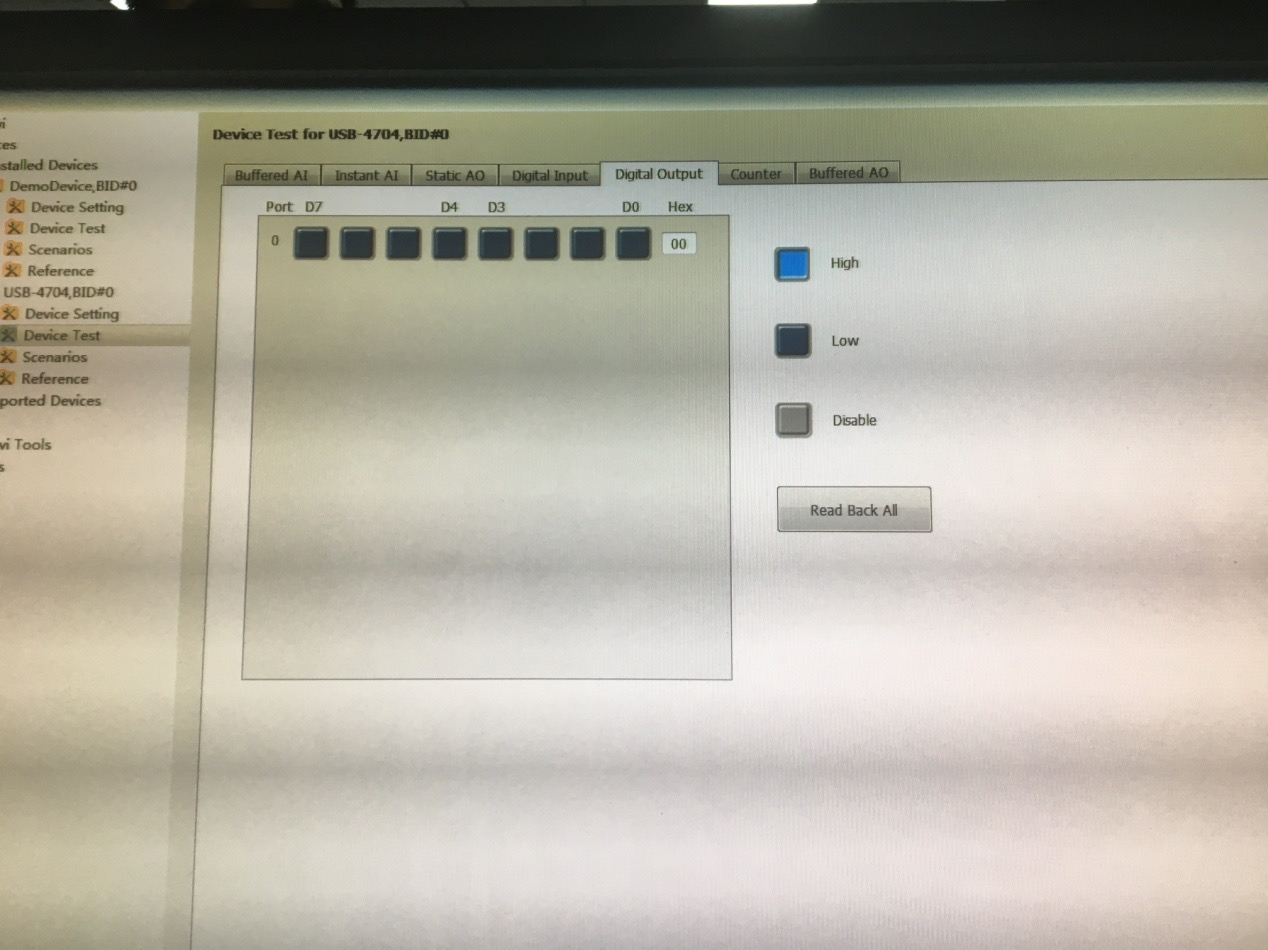 Device Test for USB-4704,BID#0
stalled Devices
DemoDevice,BID#0
Device Setting
Device Test
Scenarios
Reference
USB-4704,BID#0
Device Setting
Device Test
Scenarios
Reference
ported Devices
vi Tools
s
Buffered AI Instant AI Static AO Digital Input Digital Output Counter Buffered AO
Port D7 D4 D3 D0 Hex
0 00
High
Low
Disable
Read Back All